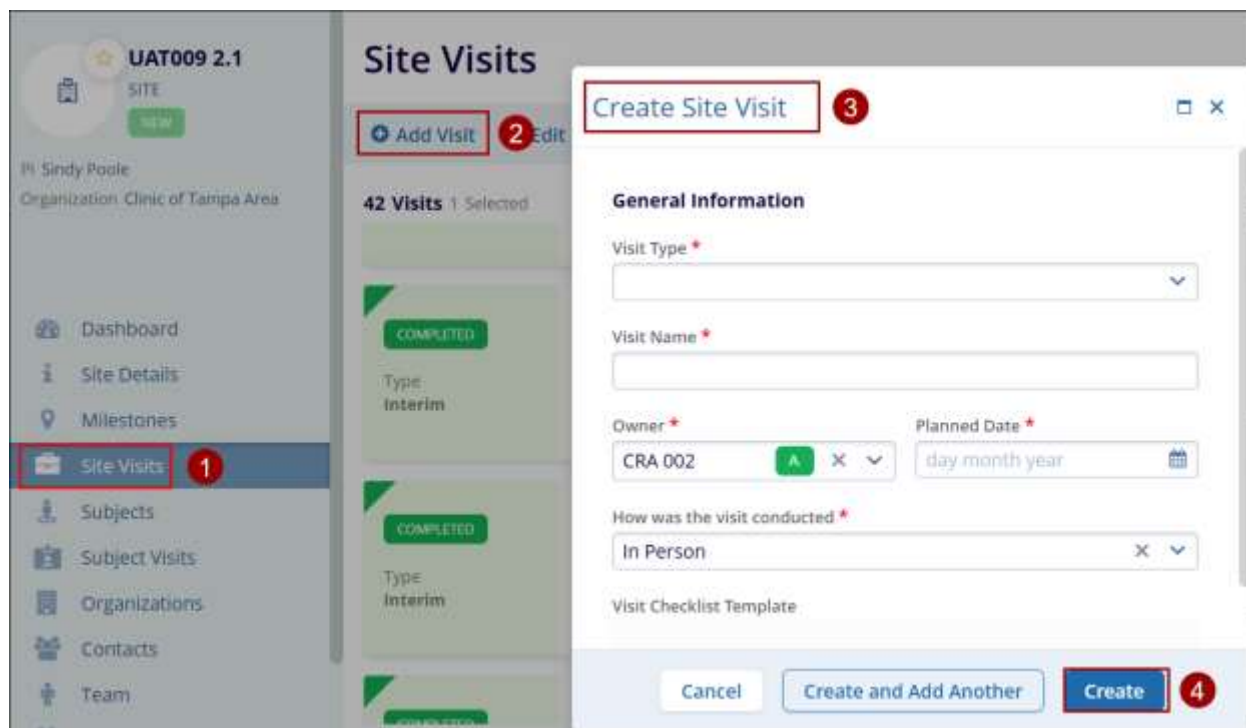 UAT009 2.1
SITE
NEW
PI Sindy Poole
Organization Clinic of Tampa Area
Dashboard
Site Details
Milestones
Site Visits 1
Subjects
Subject Visits
Organizations
Contacts
Team
Site Visits
Add Visit 2 Edit
42 Visits 1 Selected
COMPLETED
Type
Interim
COMPLETED
Type
Interim
COMPLETED
Create Site Visit 3
General Information
Visit Type *
Visit Name *
Owner * Planned Date *
CRA 002 A day month year
How was the visit conducted *
In Person
Visit Checklist Template
Cancel Create and Add Another Create 4